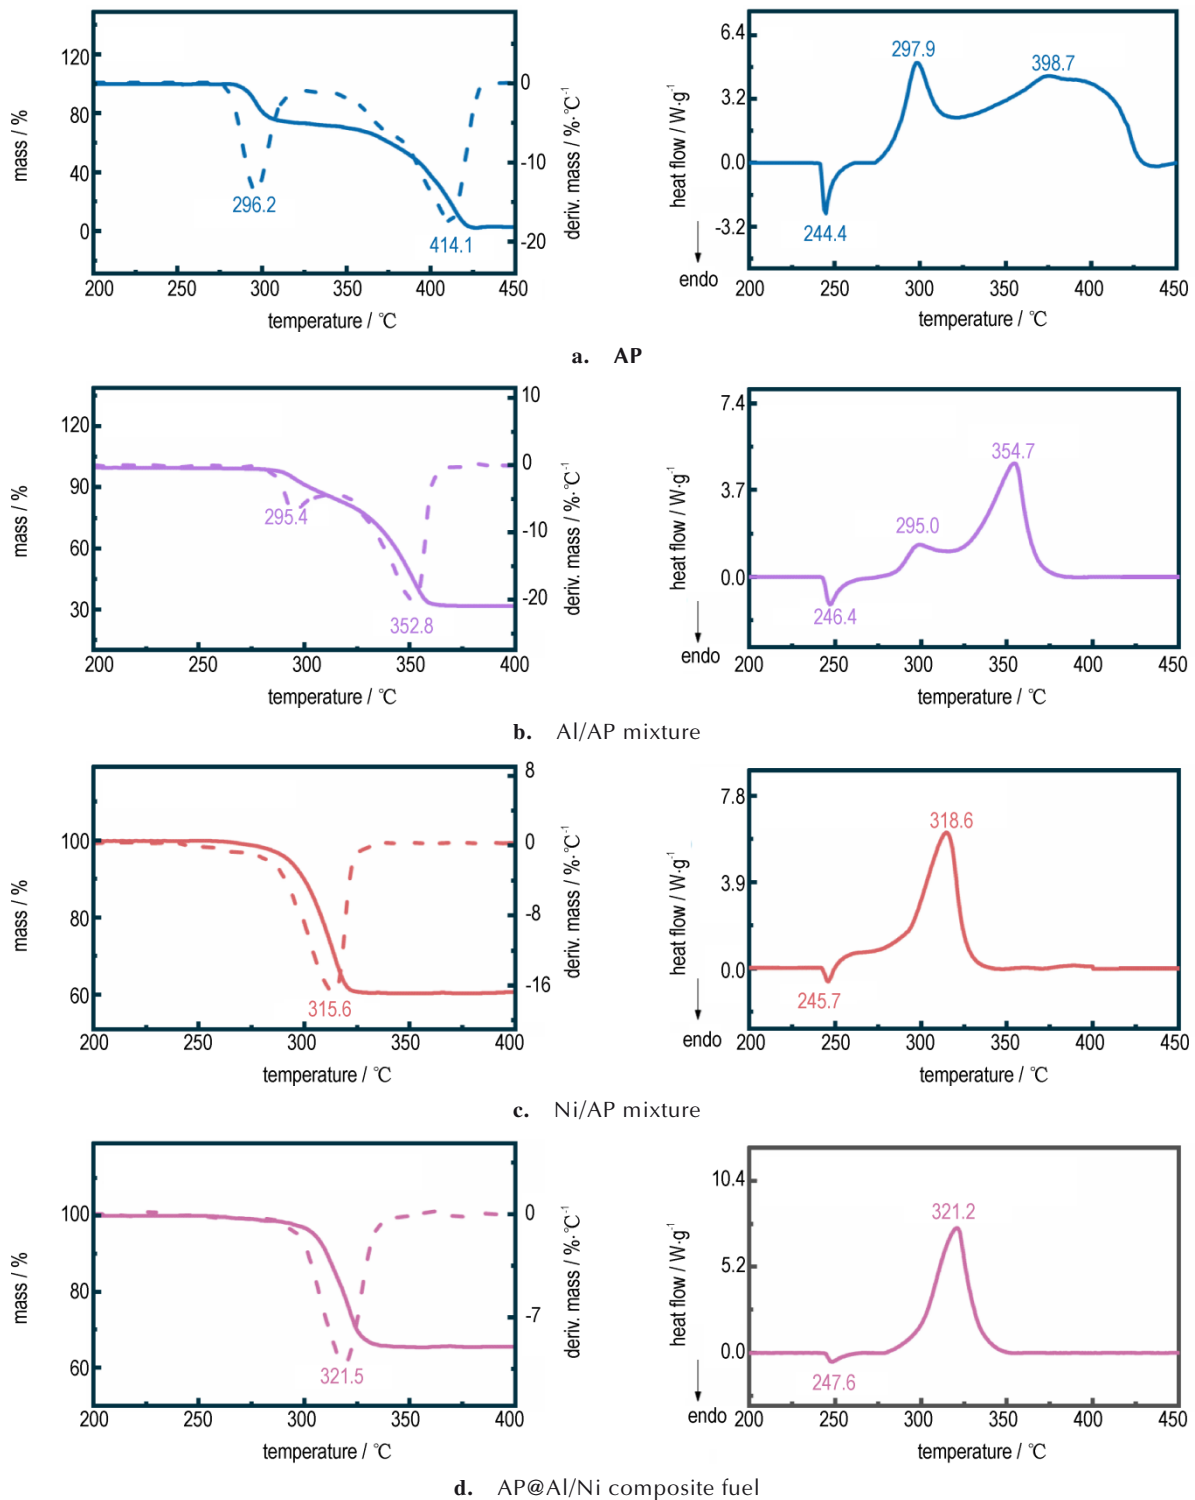 120
80
40
0
mass / %
0
-10
-20
deriv. mass / %·℃⁻¹
296.2
414.1
200 250 300 350 400 450
temperature / ℃
6.4
3.2
0.0
-3.2
heat flow / W·g⁻¹
endo
297.9
398.7
244.4
200 250 300 350 400 450
temperature / ℃
a. AP
120
90
60
30
mass / %
10
0
-10
-20
deriv. mass / %·℃⁻¹
295.4
352.8
200 250 300 350 400
temperature / ℃
7.4
3.7
0.0
heat flow / W·g⁻¹
endo
354.7
295.0
246.4
200 250 300 350 400 450
temperature / ℃
b. Al/AP mixture
100
80
60
mass / %
8
0
-8
-16
deriv. mass / %·℃⁻¹
315.6
200 250 300 350 400
temperature / ℃
7.8
3.9
0.0
heat flow / W·g⁻¹
endo
318.6
245.7
200 250 300 350 400 450
temperature / ℃
c. Ni/AP mixture
100
80
60
mass / %
0
-7
deriv. mass / %·℃⁻¹
321.5
200 250 300 350 400
temperature / ℃
10.4
5.2
0.0
heat flow / W·g⁻¹
endo
321.2
247.6
200 250 300 350 400 450
temperature / ℃
d. AP@Al/Ni composite fuel